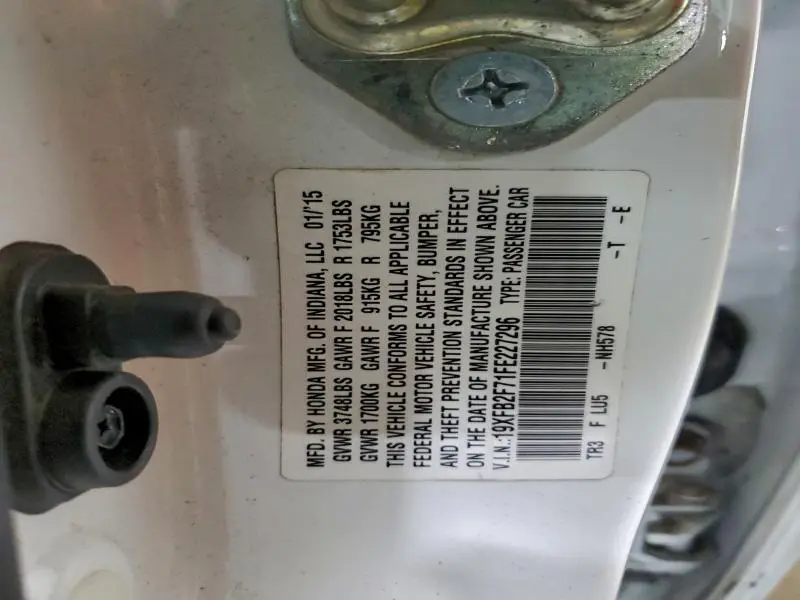 MFD. BY HONDA MFG. OF INDIANA, LLC 01/'15
GVWR 3748LBS GAWR F 2018LBS R 1753LBS
GVWR 1700KG GAWR F 915KG R 795KG
THIS VEHICLE CONFORMS TO ALL APPLICABLE
FEDERAL MOTOR VEHICLE SAFETY, BUMPER,
AND THEFT PREVENTION STANDARDS IN EFFECT
ON THE DATE OF MANUFACTURE SHOWN ABOVE.
V.I.N.:19XFB2F71FE227296 TYPE: PASSENGER CAR
TR3 F LU5 -NH578 -T -E